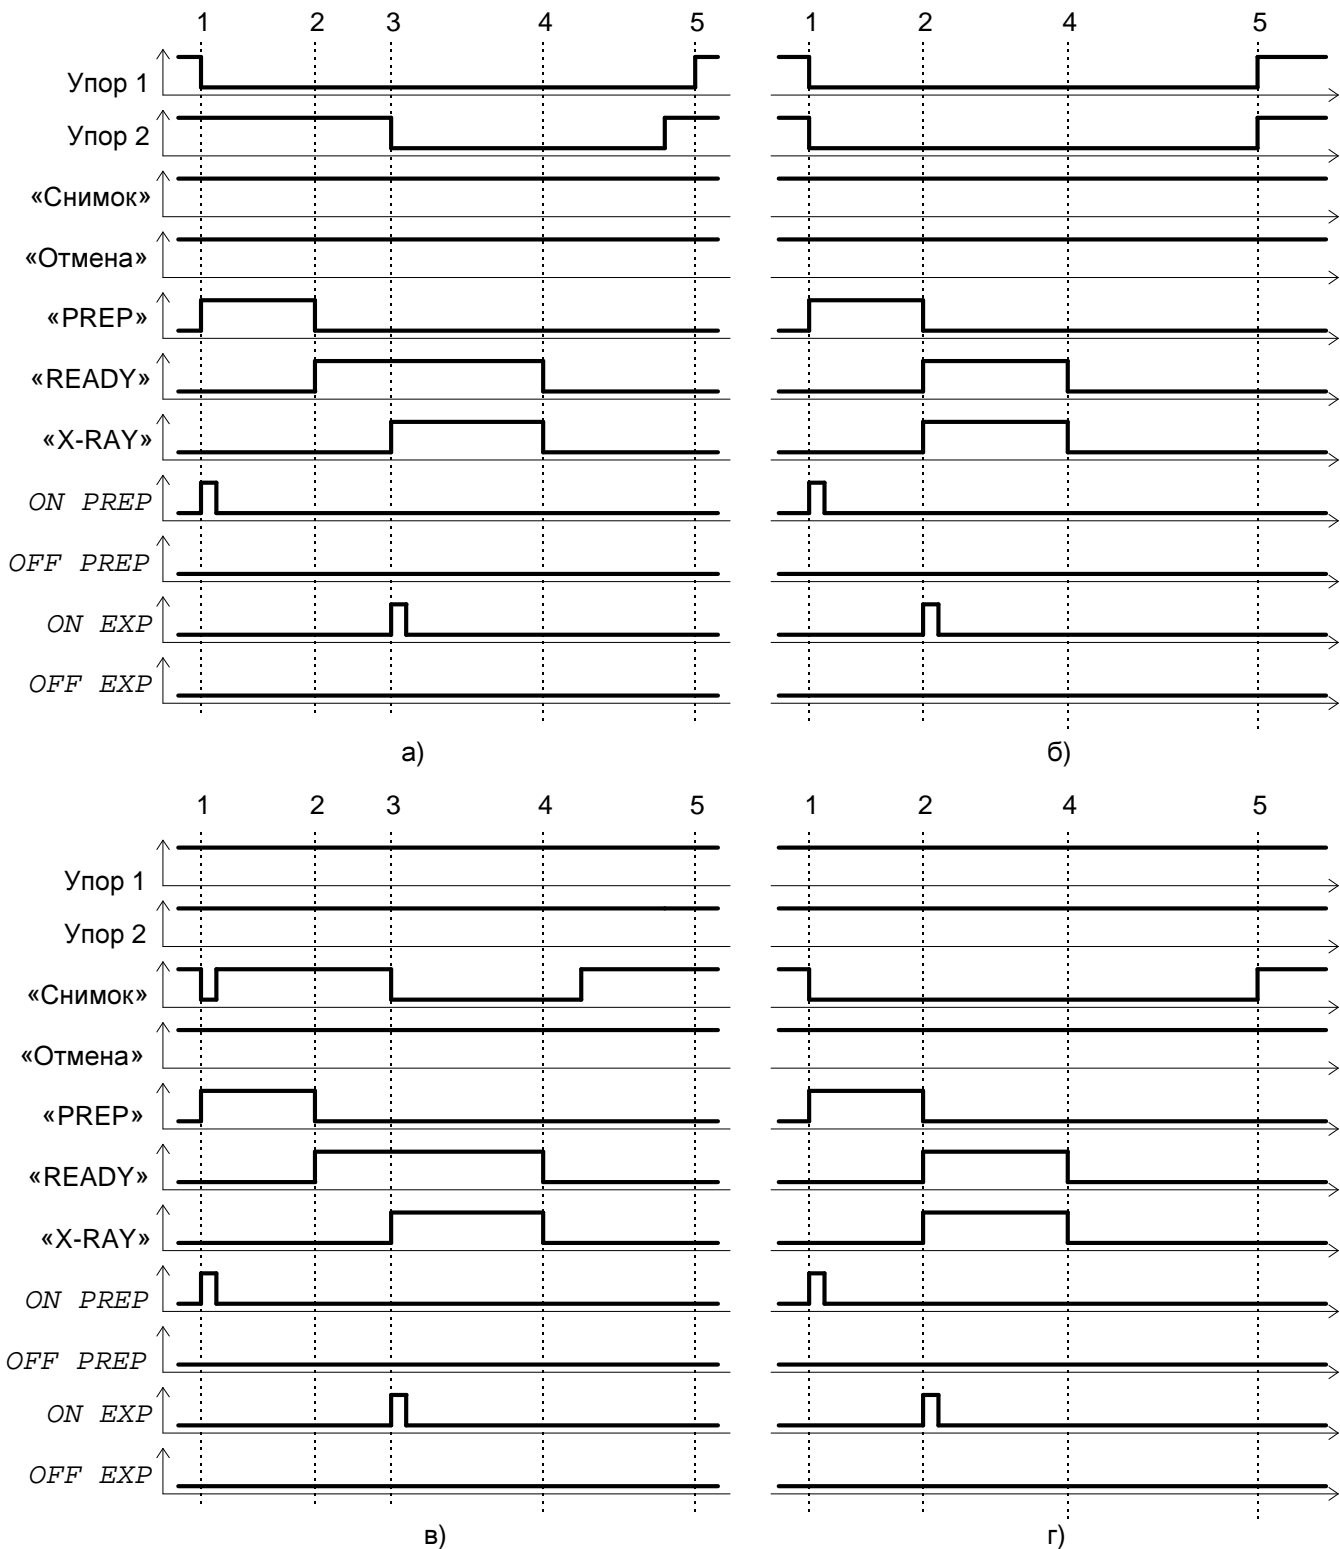 1 2 3 4 5 1 2 4 5
Упор 1
Упор 2
«Снимок»
«Отмена»
«PREP»
«READY»
«X-RAY»
ON PREP
OFF PREP
ON EXP
OFF EXP
а) б)
1 2 3 4 5 1 2 4 5
Упор 1
Упор 2
«Снимок»
«Отмена»
«PREP»
«READY»
«X-RAY»
ON PREP
OFF PREP
ON EXP
OFF EXP
в) г)